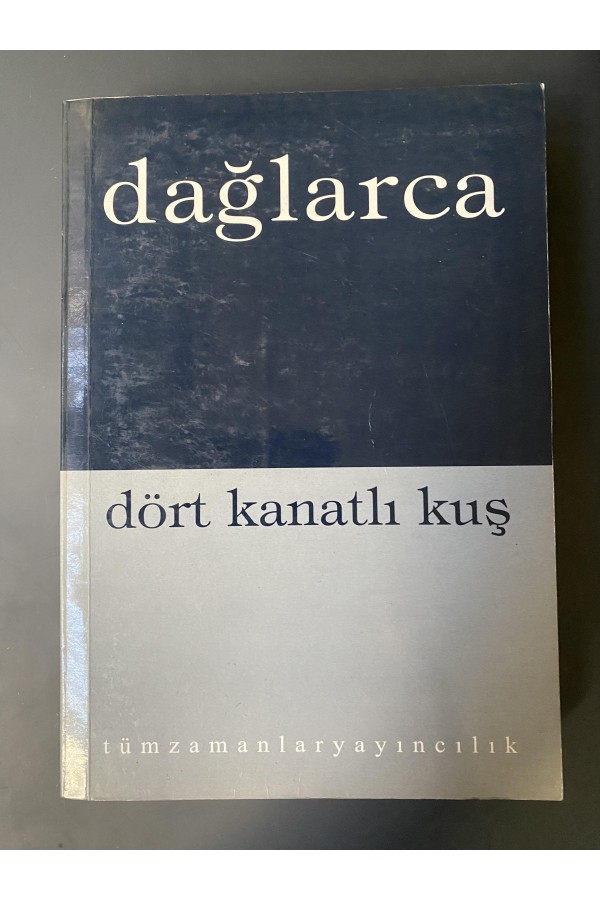 dağlarca
dört kanatlı kuş
tümzamanlaryayıncılık